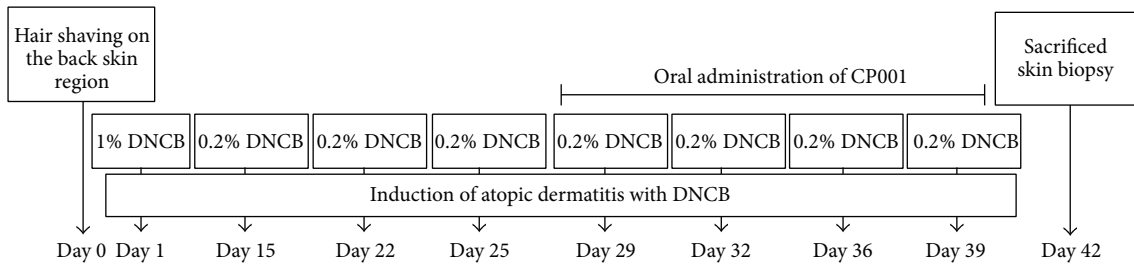 Hair shaving on
the back skin
region
Oral administration of CP001
Sacrificed
skin biopsy
1% DNCB
0.2% DNCB
0.2% DNCB
0.2% DNCB
0.2% DNCB
0.2% DNCB
0.2% DNCB
0.2% DNCB
Induction of atopic dermatitis with DNCB
Day 0
Day 1
Day 15
Day 22
Day 25
Day 29
Day 32
Day 36
Day 39
Day 42